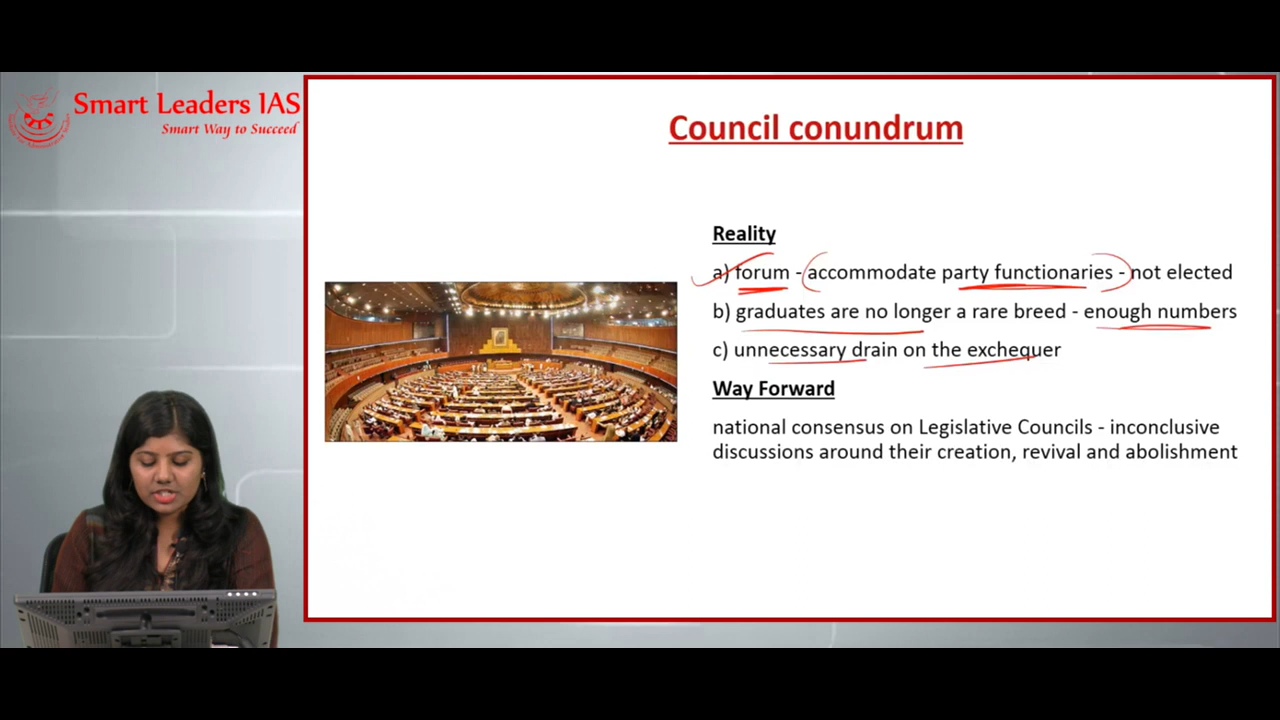 Smart Leaders IAS
Smart Way to Succeed
Council conundrum
Reality
a) forum - accommodate party functionaries - not elected
b) graduates are no longer a rare breed - enough numbers
c) unnecessary drain on the exchequer
Way Forward
national consensus on Legislative Councils - inconclusive
discussions around their creation, revival and abolishment